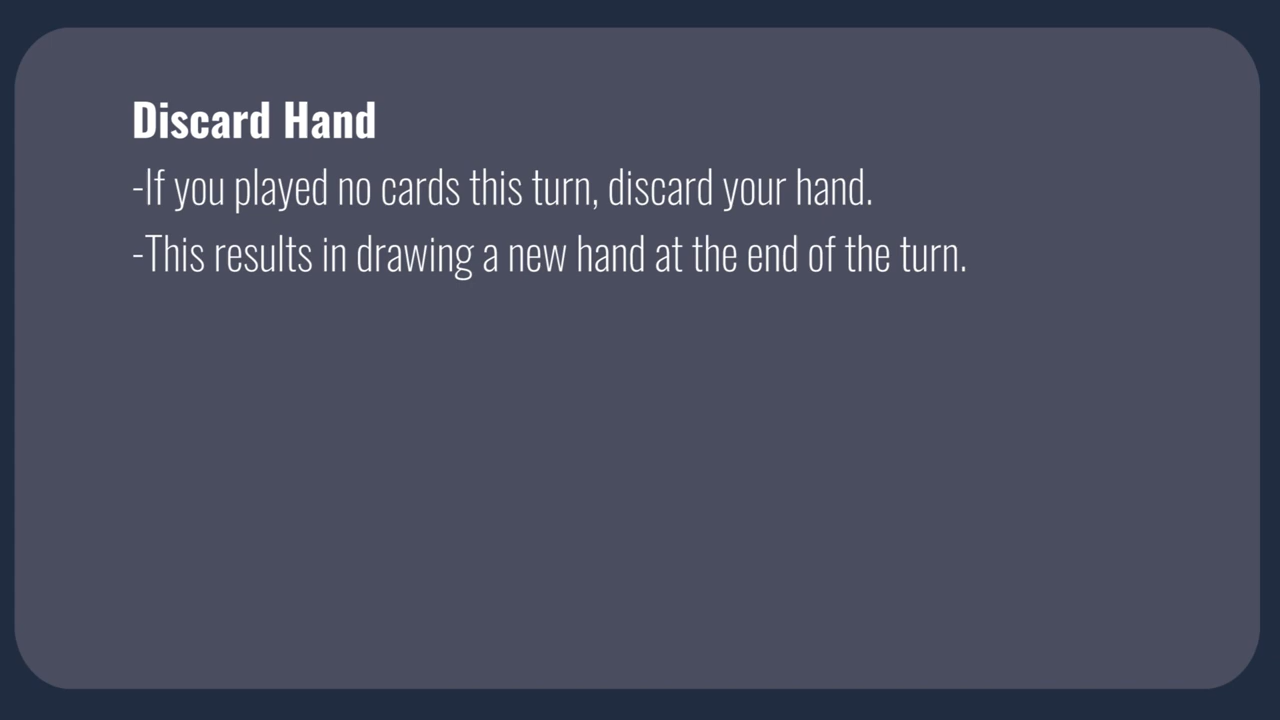 Discard Hand
-If you played no cards this turn, discard your hand.
-This results in drawing a new hand at the end of the turn.